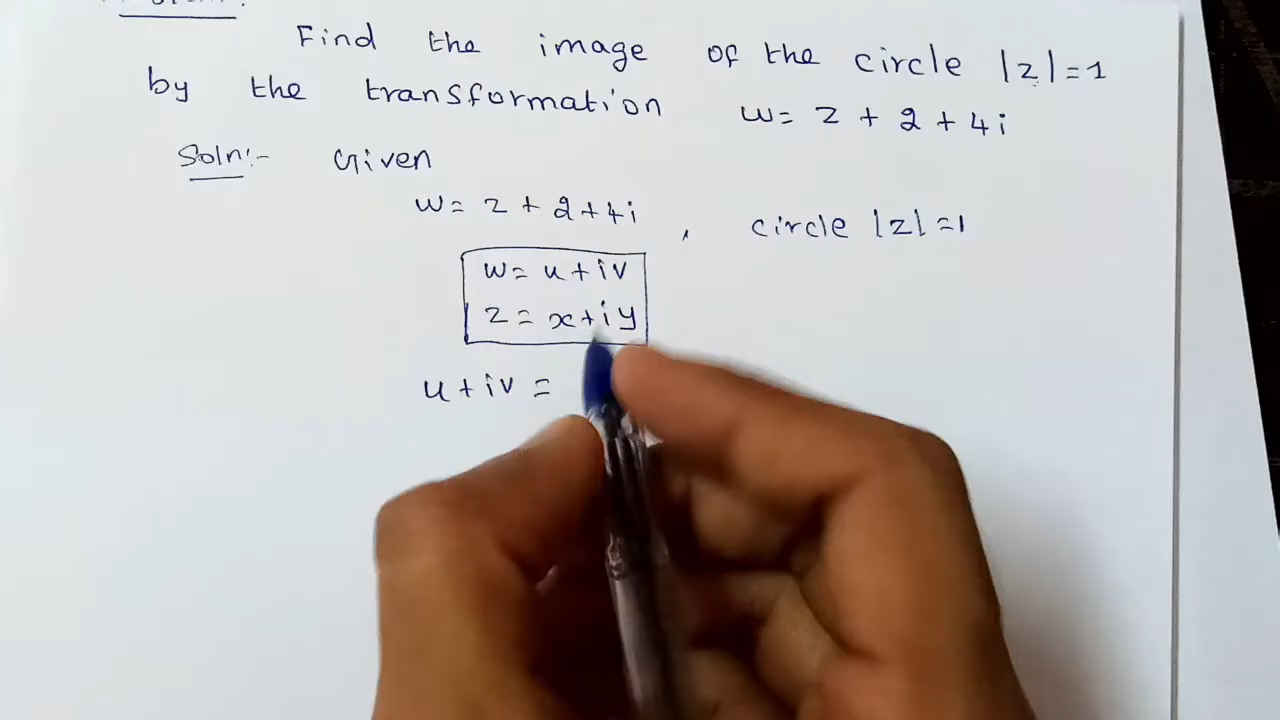 Find the image of the circle |z|=1
by the transformation w= z + 2 + 4i
Soln:- Given
w= z + 2 + 4i , circle |z|=1
w= u + iv
z = x + iy
u + iv =